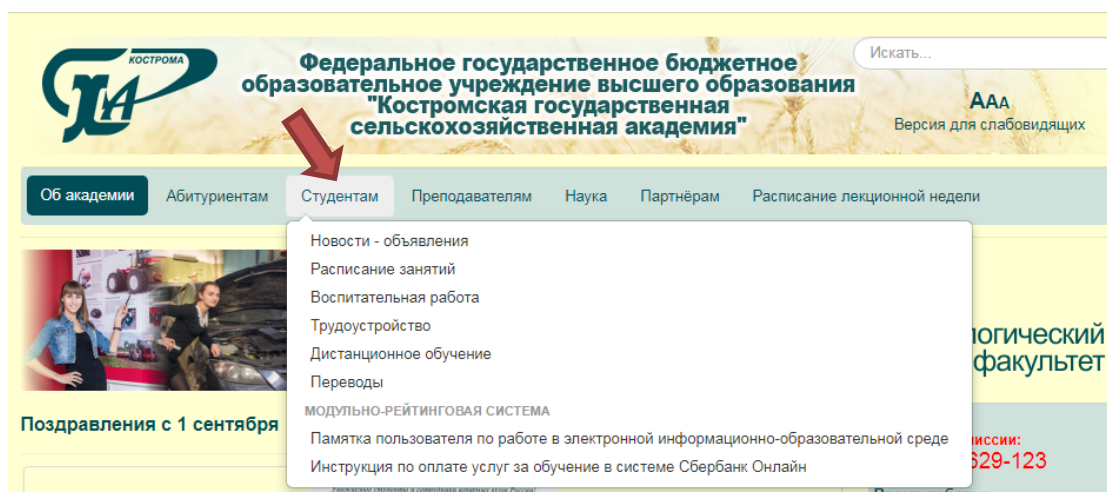 КОСТРОМА
Федеральное государственное бюджетное
образовательное учреждение высшего образования
"Костромская государственная
сельскохозяйственная академия"
Искать...
ААА
Версия для слабовидящих
Об академии Абитуриентам Студентам Преподавателям Наука Партнёрам Расписание лекционной недели
Новости - объявления
Расписание занятий
Воспитательная работа
Трудоустройство
Дистанционное обучение
Переводы
МОДУЛЬНО-РЕЙТИНГОВАЯ СИСТЕМА
Памятка пользователя по работе в электронной информационно-образовательной среде
Инструкция по оплате услуг за обучение в системе Сбербанк Онлайн
логический
факультет
Поздравления с 1 сентября
миссии:
629-123